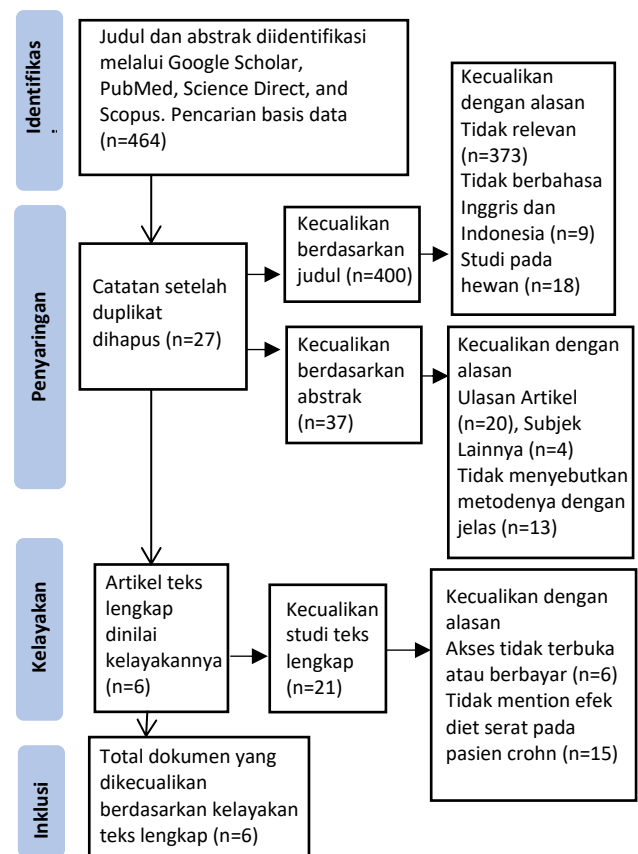 Identifikas
i
Judul dan abstrak diidentifikasi
melalui Google Scholar,
PubMed, Science Direct, and
Scopus. Pencarian basis data
(n=464)
Kecualikan
dengan alasan
Tidak relevan
(n=373)
Tidak berbahasa
Inggris dan
Indonesia (n=9)
Studi pada
hewan (n=18)
Penyaringan
Catatan setelah
duplikat
dihapus (n=27)
Kecualikan
berdasarkan
judul (n=400)
Kecualikan
berdasarkan
abstrak
(n=37)
Kecualikan dengan
alasan
Ulasan Artikel
(n=20), Subjek
Lainnya (n=4)
Tidak menyebutkan
metodenya dengan
jelas (n=13)
Kelayakan
Artikel teks
lengkap
dinilai
kelayakannya
(n=6)
Kecualikan
studi teks
lengkap
(n=21)
Kecualikan dengan
alasan
Akses tidak terbuka
atau berbayar (n=6)
Tidak mention efek
diet serat pada
pasien crohn (n=15)
Inklusi
Total dokumen yang
dikecualikan
berdasarkan kelayakan
teks lengkap (n=6)